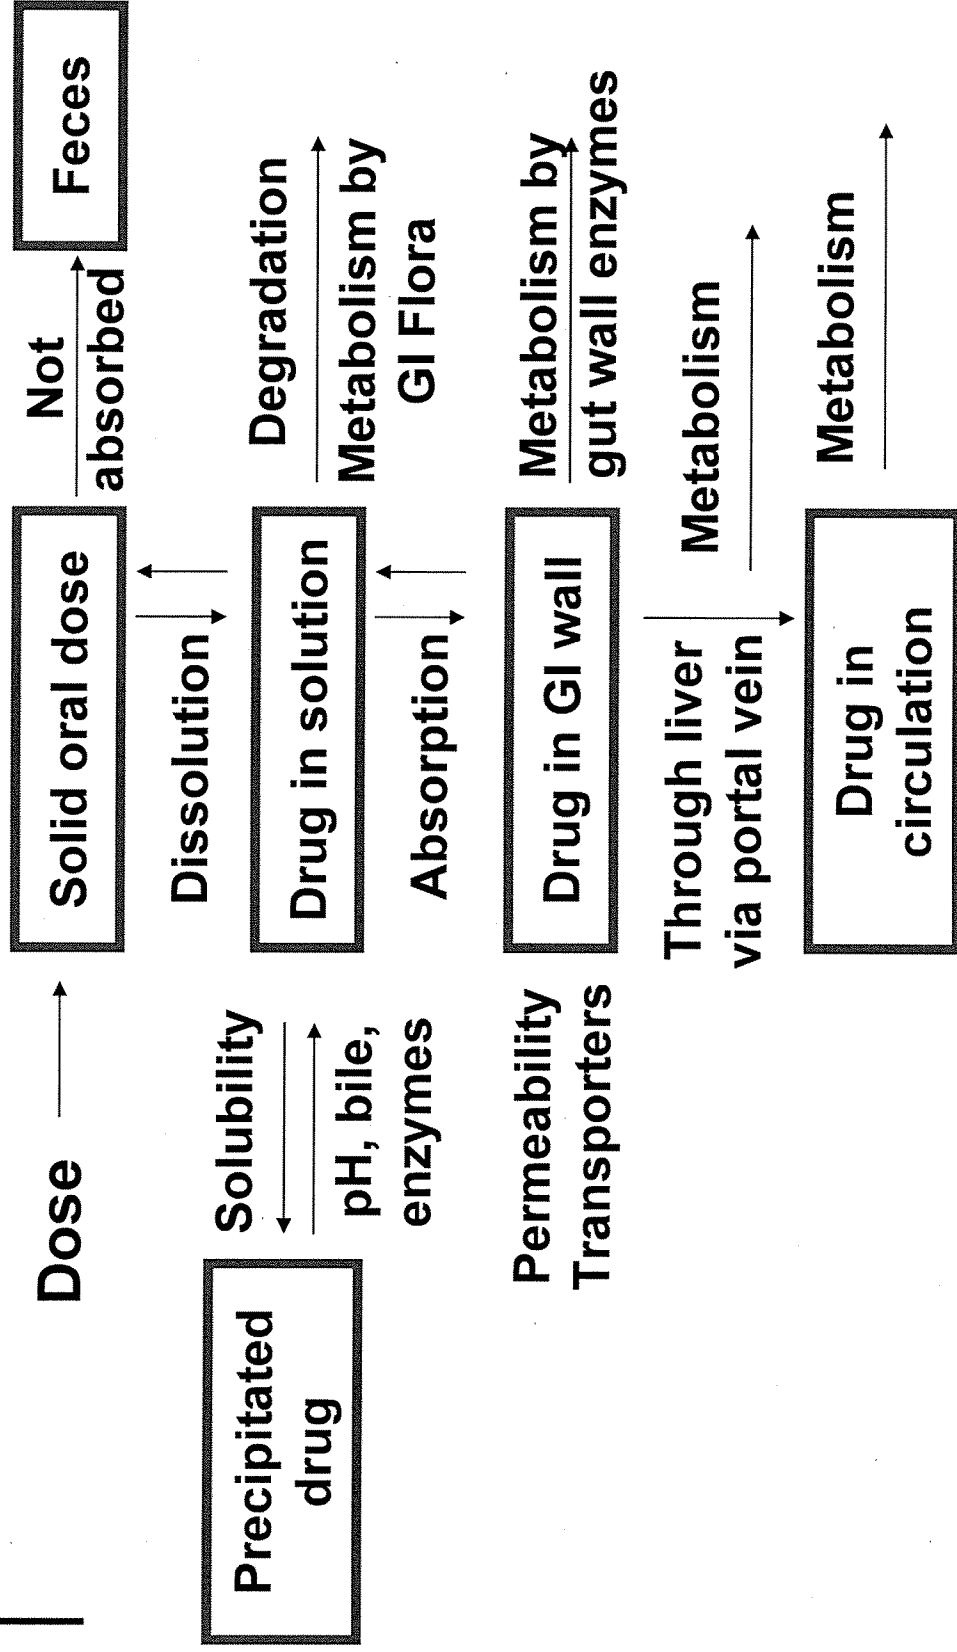 Dose
Solid oral dose
Not
absorbed
Feces
Dissolution
Precipitated
drug
Solubility
pH, bile,
enzymes
Drug in solution
Degradation
Metabolism by
GI Flora
Absorption
Permeability
Transporters
Drug in GI wall
Metabolism by
gut wall enzymes
Through liver
via portal vein
Metabolism
Drug in
circulation
Metabolism